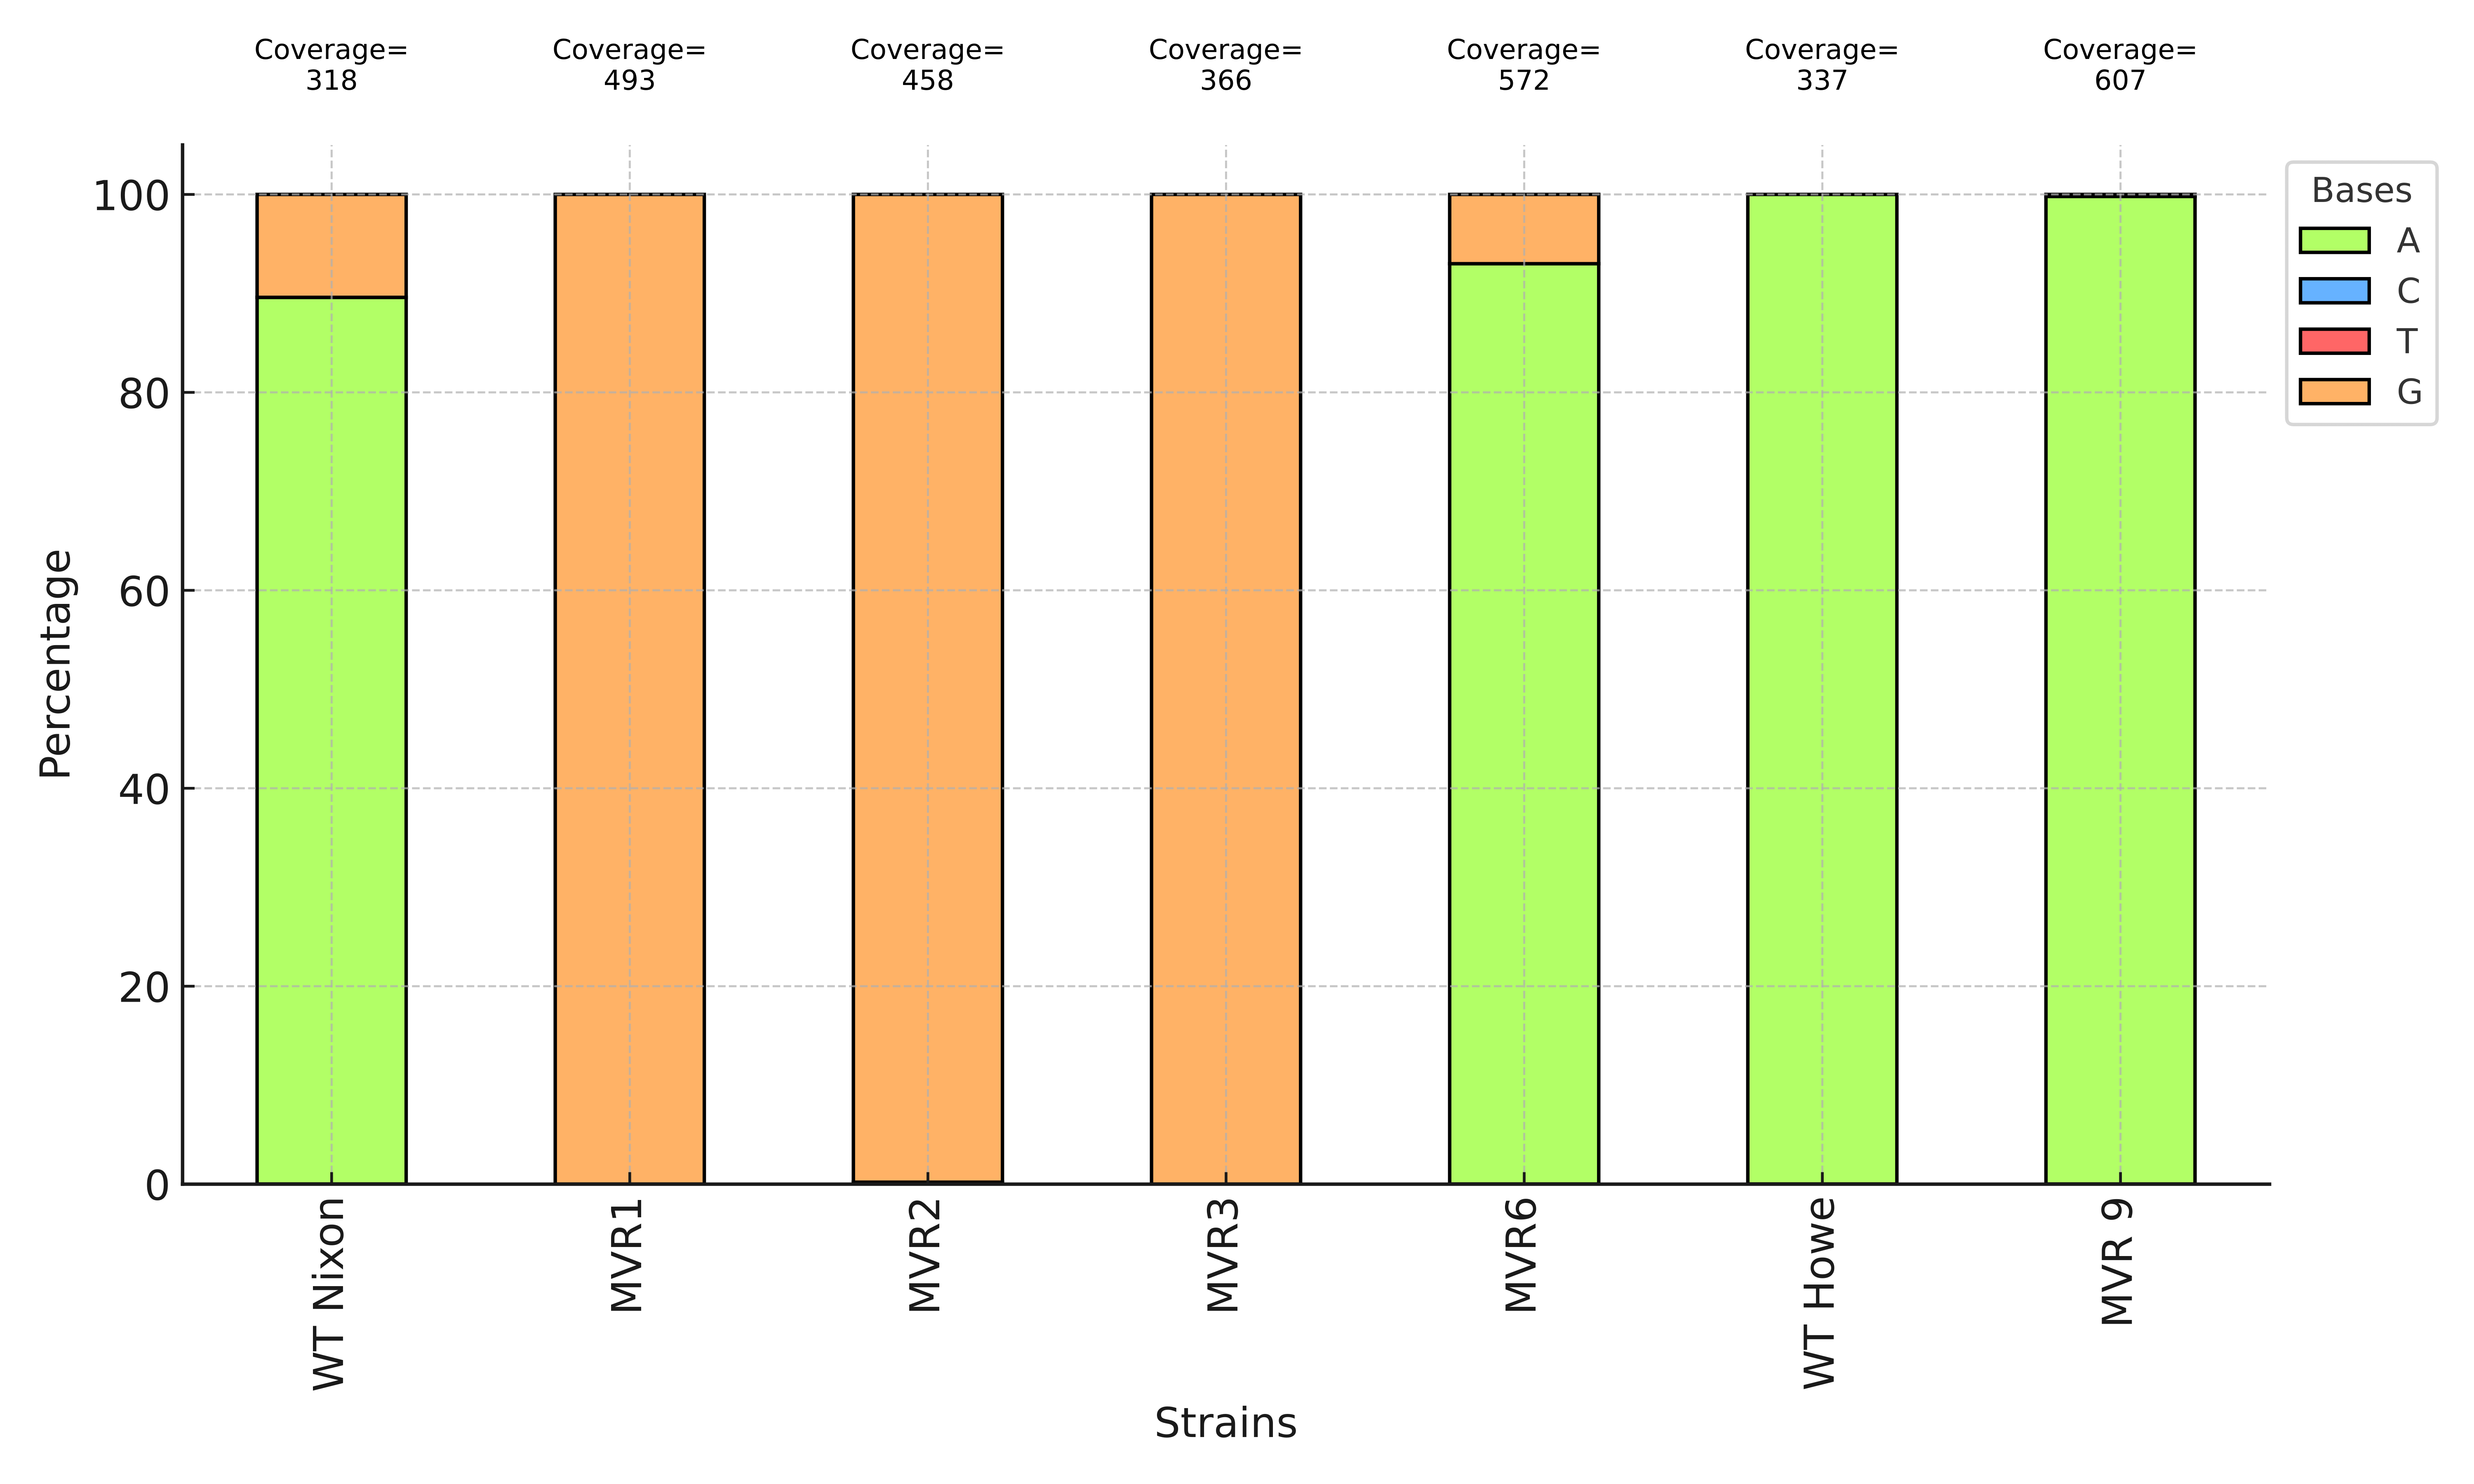 Coverage=
318
Coverage=
493
Coverage=
458
Coverage=
366
Coverage=
572
Coverage=
337
Coverage=
607
Bases
A
C
T
G
Percentage
100
80
60
40
20
0
WT Nixon
MVR1
MVR2
MVR3
MVR6
WT Howe
MVR 9
Strains